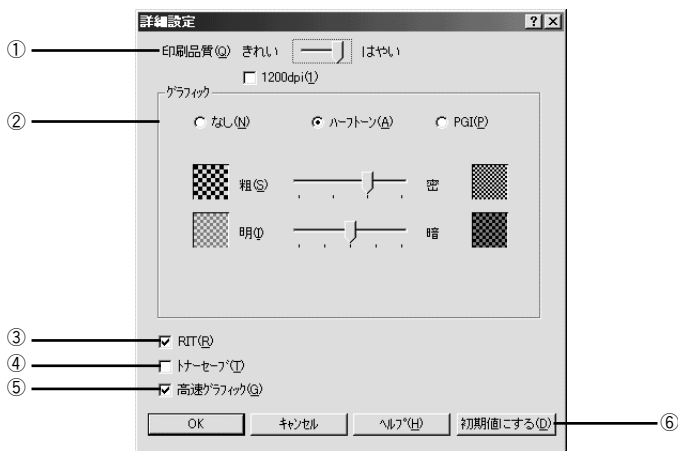 詳細設定
① 印刷品質(Q) きれい はやい
1200dpi(1)
グラフィック
② なし(N) ハーフトーン(A) PGI(P)
粗(S) 密
明(I) 暗
③ RIT(R)
④ トナーセーブ(T)
⑤ 高速グラフィック(G)
OK キャンセル ヘルプ(H) 初期値にする(D) ⑥